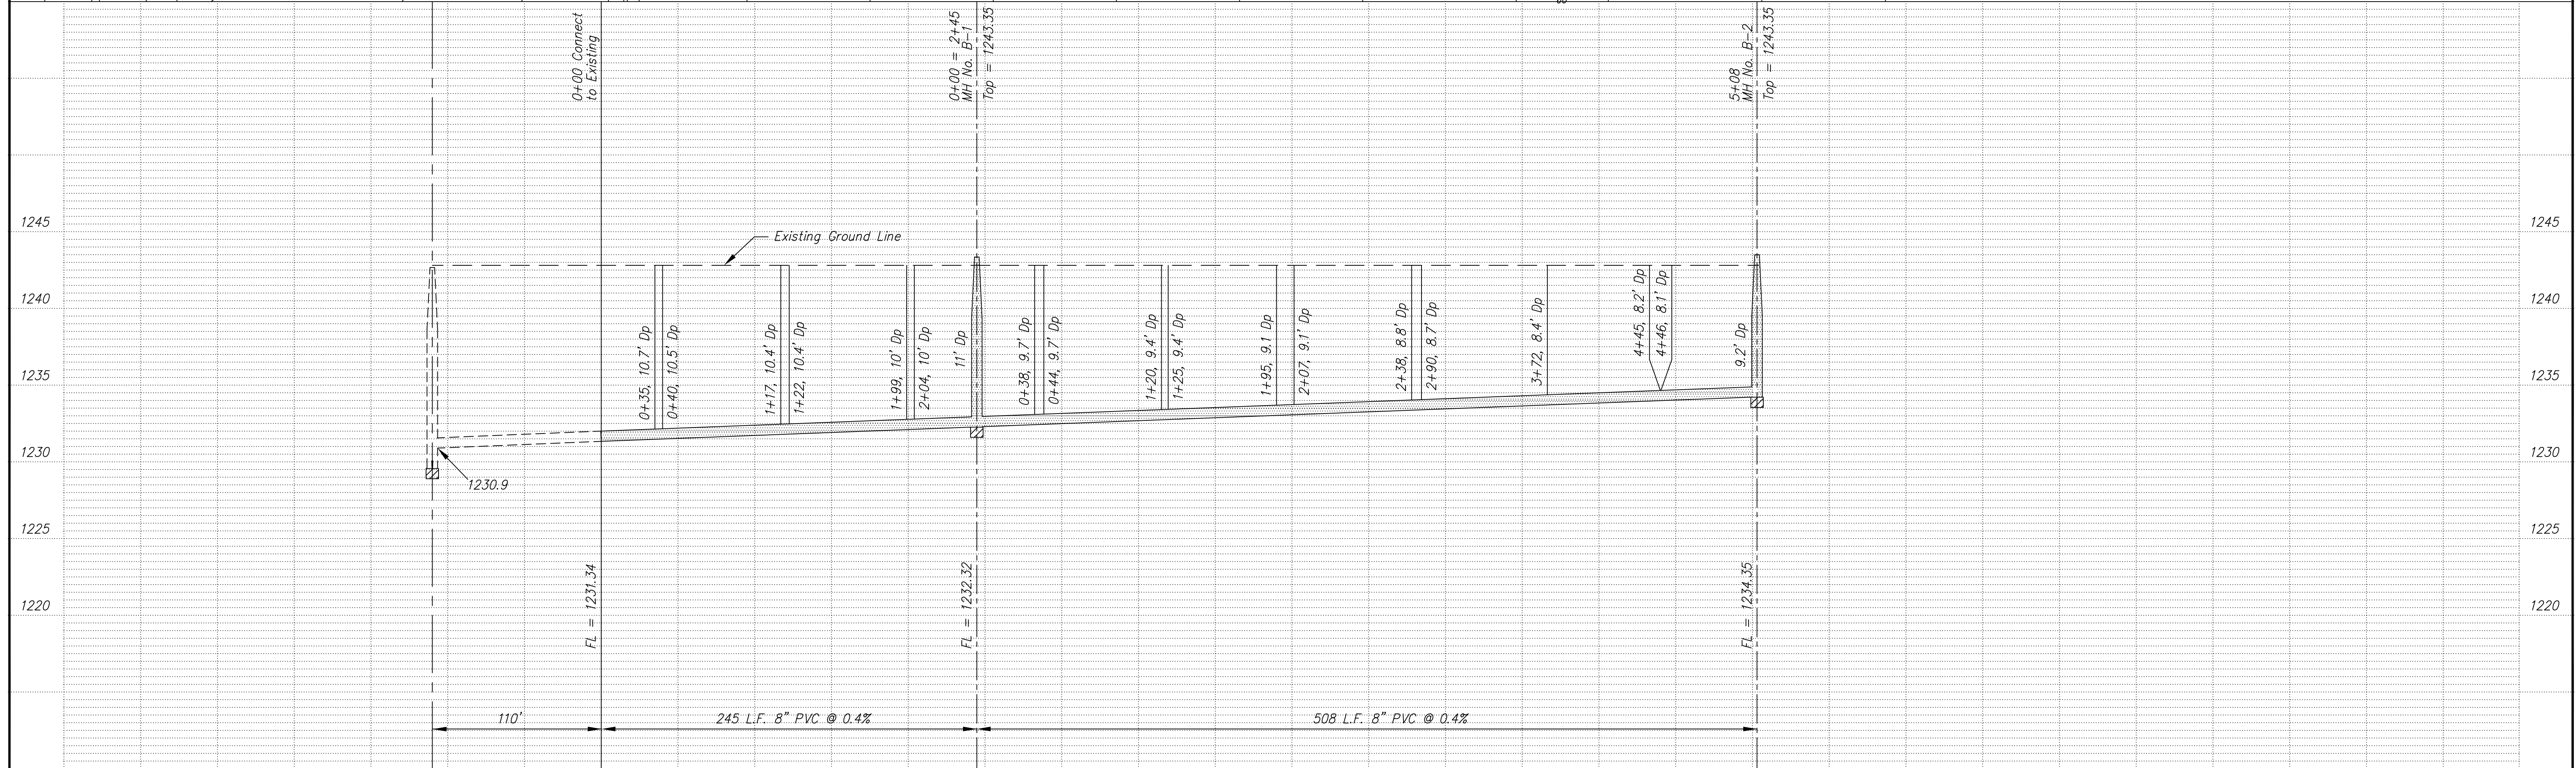 0+00 Connect
to Existing
0+00 = 2+45
MH No. B-1
Top = 1243.35
5+08
MH No. B-2
Top = 1243.35
1245
1245
Existing Ground Line
1240
1240
0+35, 10.7' Dp
0+40, 10.5' Dp
1+17, 10.4' Dp
1+22, 10.4' Dp
1+99, 10' Dp
2+04, 10' Dp
11' Dp
0+38, 9.7' Dp
0+44, 9.7' Dp
1+20, 9.4' Dp
1+25, 9.4' Dp
1+95, 9.1 Dp
2+07, 9.1' Dp
2+38, 8.8' Dp
2+90, 8.7' Dp
3+72, 8.4' Dp
4+45, 8.2' Dp
4+46, 8.1' Dp
9.2' Dp
1235
1235
1230
1230
1230.9
1225
1225
FL = 1231.34
FL = 1232.32
FL = 1234.35
1220
1220
110'
245 L.F. 8" PVC @ 0.4%
508 L.F. 8" PVC @ 0.4%